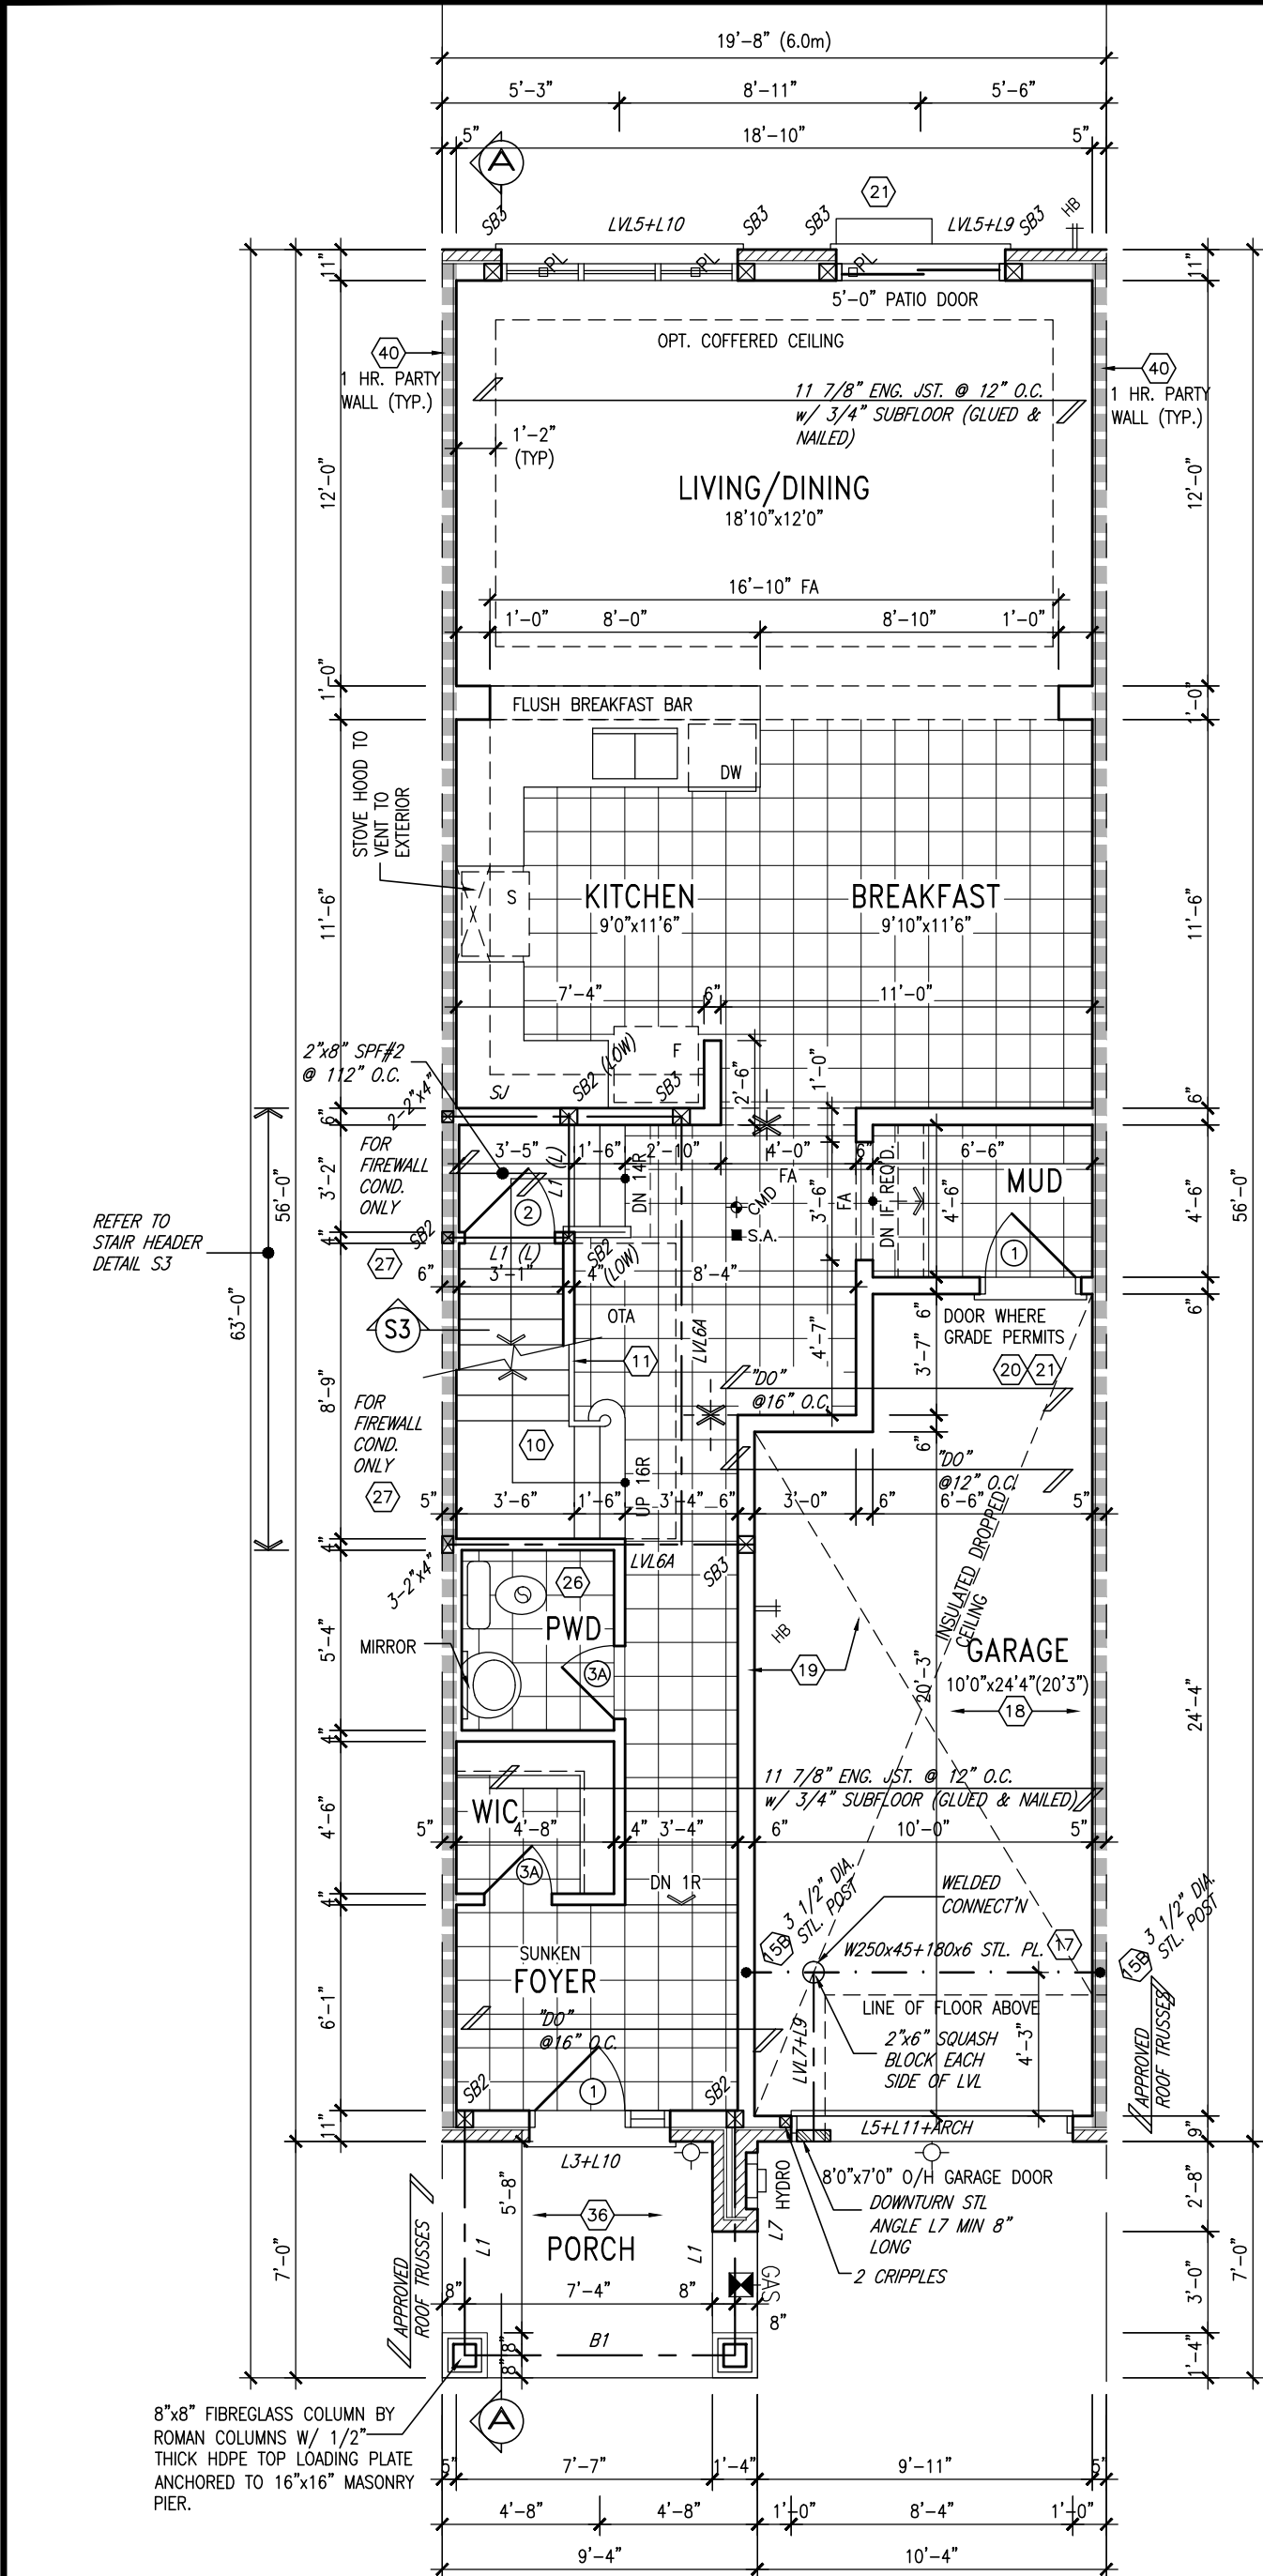 19'-8" (6.0m)
5'-3" 8'-11" 5'-6"
5" 18'-10" 5"
A
21
SB3 LVL5+L10 SB3 SB3 LVL5+L9 SB3 HB
PL PL PL
11" 11"
5'-0" PATIO DOOR
OPT. COFFERED CEILING
40
1 HR. PARTY
WALL (TYP.)
40
1 HR. PARTY
WALL (TYP.)
11 7/8" ENG. JST. @ 12" O.C.
w/ 3/4" SUBFLOOR (GLUED &
NAILED)
1'-2"
(TYP)
12'-0" 12'-0"
LIVING/DINING
18'10"x12'0"
16'-10" FA
1'-0" 8'-0" 8'-10" 1'-0"
1'-0" 1'-0"
FLUSH BREAKFAST BAR
STOVE HOOD TO
VENT TO
EXTERIOR
DW
S
KITCHEN
9'0"x11'6"
BREAKFAST
9'10"x11'6"
11'-6" 11'-6"
7'-4" 6" 11'-0"
2"x8" SPF#2
@ 112" O.C.
F
SJ SB2 (LOW) SB3
2'-6" 1'-0"
2-2"x4"
6" 6"
FOR
FIREWALL
COND.
ONLY
27
3'-2"
4"
SB2
3'-5" 1'-6" 2'-10" 4'-0" 6" 6'-6"
L1 (L)
DN 14R
FA
FA
3'-6"
DN IF REQ'D.
4'-6"
MUD
4'-6"
2
CMD
S.A.
1
REFER TO
STAIR HEADER
DETAIL S3
56'-0" 56'-0"
63'-0"
L1 (L)
SB2
(LOW)
6" 3'-1" 4" 8'-4"
6"
S3
OTA
11
LVL6A
4'-7"
6"
3'-7"
DOOR WHERE
GRADE PERMITS
20 21
8'-9"
FOR
FIREWALL
COND.
ONLY
27
"DO"
@16" O.C.
10
UP 16R
6"
"DO"
@12" O.C.
5" 3'-6" 1'-6" 3'-4" 6" 3'-0" 6" 6'-6" 5"
4"
3-2"x4"
LVL6A
SB3
26
PWD
MIRROR
3A
5'-4"
HB
19
INSULATED DROPPED
CEILING
GARAGE
10'0"x24'4"(20'3")
20'-3"
18
24'-4"
4"
11 7/8" ENG. JST. @ 12" O.C.
w/ 3/4" SUBFLOOR (GLUED & NAILED)
WIC
4'-6"
5" 4'-8" 4" 3'-4" 6" 10'-0" 5"
3A
4"
DN 1R
15B
3 1/2" DIA.
STL. POST
WELDED
CONNECT'N
15B
3 1/2" DIA.
STL. POST
SUNKEN
FOYER
W250x45+180x6 STL. PL. 17
6'-1"
"DO"
@16" O.C.
LINE OF FLOOR ABOVE
2"x6" SQUASH
BLOCK EACH
SIDE OF LVL
LVL7+L9
4'-3"
APPROVED
ROOF TRUSSES
1
SB2 SB2
11" 9"
L5+L11+ARCH
L3+L10
8'0"x7'0" O/H GARAGE DOOR
HYDRO
DOWNTURN STL
ANGLE L7 MIN 8"
LONG
2 CRIPPLES
5'-8"
36
PORCH
L1 L1 L7
APPROVED
ROOF TRUSSES
7'-0" 7'-0"
2'-8"
3'-0"
1'-4"
8" 7'-4" 8"
GAS
8"
B1
8" 8"
8"x8" FIBREGLASS COLUMN BY
ROMAN COLUMNS W/ 1/2"
THICK HDPE TOP LOADING PLATE
ANCHORED TO 16"x16" MASONRY
PIER.
A
5" 7'-7" 1'-4" 9'-11" 5"
4'-8" 4'-8" 1'-0" 8'-4" 1'-0"
9'-4" 10'-4"